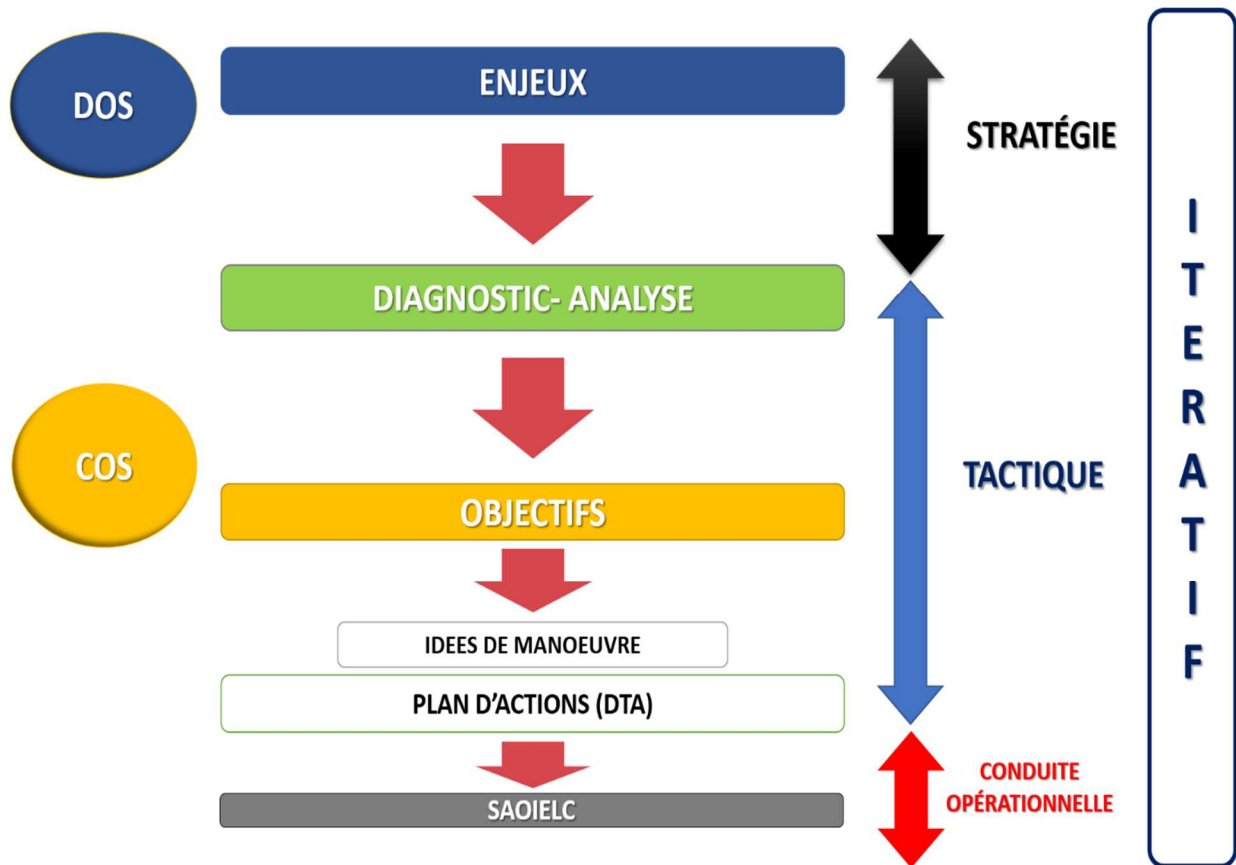 DOS
ENJEUX
STRATÉGIE
DIAGNOSTIC- ANALYSE
COS
OBJECTIFS
TACTIQUE
IDEES DE MANOEUVRE
PLAN D'ACTIONS (DTA)
SAOIELC
CONDUITE
OPÉRATIONNELLE
I
T
E
R
A
T
I
F